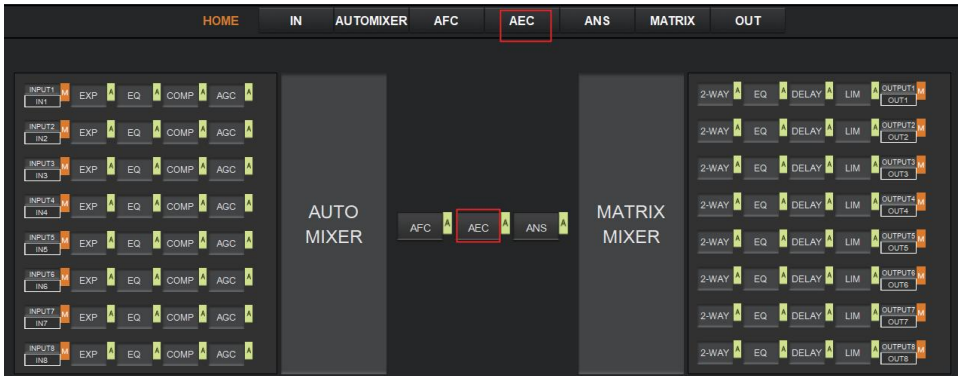 HOME IN AUTOMIXER AFC AEC ANS MATRIX OUT
INPUT1 M EXP A EQ A COMP A AGC A
IN1
INPUT2 M EXP A EQ A COMP A AGC A
IN2
INPUT3 M EXP A EQ A COMP A AGC A
IN3
INPUT4 M EXP A EQ A COMP A AGC A
IN4
INPUT5 M EXP A EQ A COMP A AGC A
IN5
INPUT6 M EXP A EQ A COMP A AGC A
IN6
INPUT7 M EXP A EQ A COMP A AGC A
IN7
INPUT8 M EXP A EQ A COMP A AGC A
IN8
AUTO
MIXER
AFC A AEC A ANS A
MATRIX
MIXER
2-WAY A EQ A DELAY A LIM A OUTPUT1 M
OUT1
2-WAY A EQ A DELAY A LIM A OUTPUT2 M
OUT2
2-WAY A EQ A DELAY A LIM A OUTPUT3 M
OUT3
2-WAY A EQ A DELAY A LIM A OUTPUT4 M
OUT4
2-WAY A EQ A DELAY A LIM A OUTPUT5 M
OUT5
2-WAY A EQ A DELAY A LIM A OUTPUT6 M
OUT6
2-WAY A EQ A DELAY A LIM A OUTPUT7 M
OUT7
2-WAY A EQ A DELAY A LIM A OUTPUT8 M
OUT8